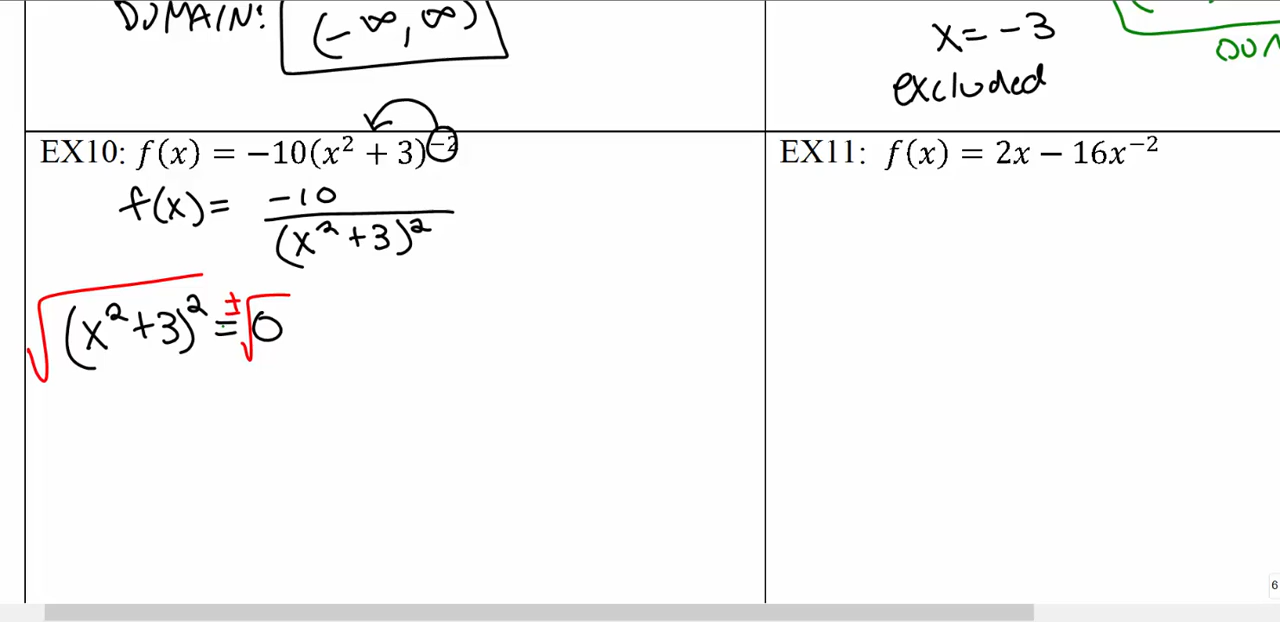 DOMAIN: (-∞, ∞)
x = -3
excluded
EX10: f(x) = −10(x² + 3)⁻²
f(x) = -10 / (x² + 3)²
√(x² + 3)² = ±√0
EX11: f(x) = 2x − 16x⁻²
6